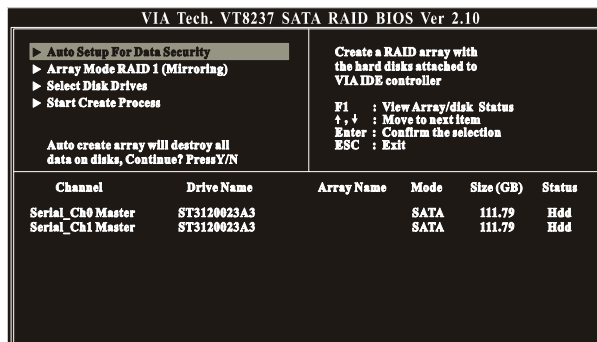 VIA Tech. VT8237 SATA RAID BIOS Ver 2.10
▶ Auto Setup For Data Security
▶ Array Mode RAID 1 (Mirroring)
▶ Select Disk Drives
▶ Start Create Process
Auto create array will destroy all
data on disks, Continue? PressY/N
Create a RAID array with
the hard disks attached to
VIA IDE controller
F1 : View Array/disk Status
↑,↓ : Move to next item
Enter : Confirm the selection
ESC : Exit
Channel Drive Name Array Name Mode Size (GB) Status
Serial_Ch0 Master ST3120023A3 SATA 111.79 Hdd
Serial_Ch1 Master ST3120023A3 SATA 111.79 Hdd